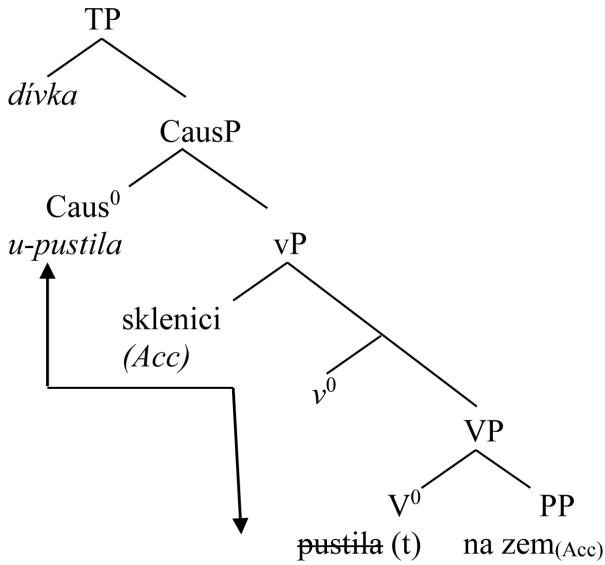 TP
dívka
CausP
Caus⁰
u-pustila
vP
sklenici
(Acc)
v⁰
VP
V⁰ PP
pustila (t) na zem(Acc)